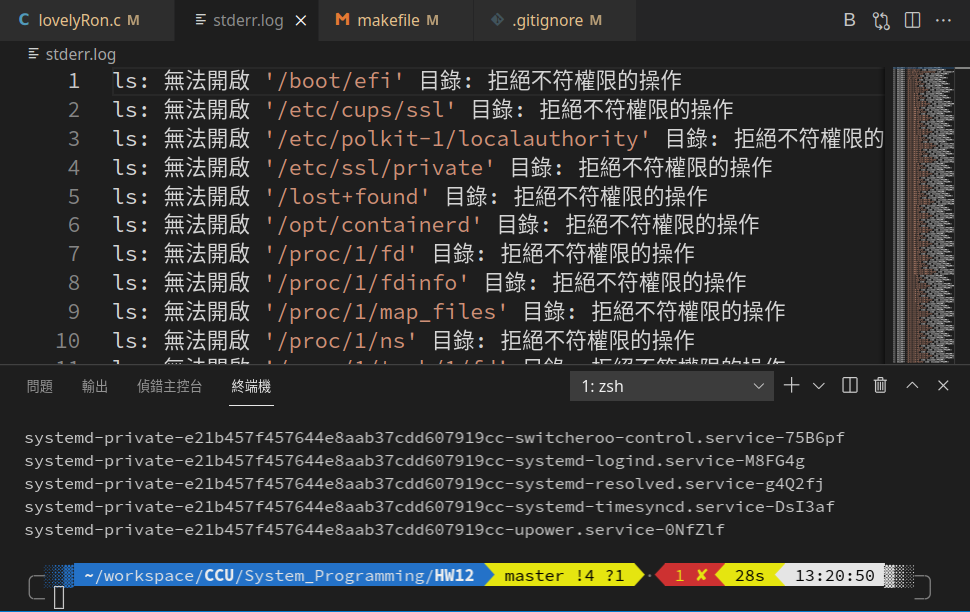 C lovelyRon.c M stderr.log × M makefile M .gitignore M B
stderr.log
1 ls: 無法開啟 '/boot/efi' 目錄: 拒絕不符權限的操作
2 ls: 無法開啟 '/etc/cups/ssl' 目錄: 拒絕不符權限的操作
3 ls: 無法開啟 '/etc/polkit-1/localauthority' 目錄: 拒絕不符權限的
4 ls: 無法開啟 '/etc/ssl/private' 目錄: 拒絕不符權限的操作
5 ls: 無法開啟 '/lost+found' 目錄: 拒絕不符權限的操作
6 ls: 無法開啟 '/opt/containerd' 目錄: 拒絕不符權限的操作
7 ls: 無法開啟 '/proc/1/fd' 目錄: 拒絕不符權限的操作
8 ls: 無法開啟 '/proc/1/fdinfo' 目錄: 拒絕不符權限的操作
9 ls: 無法開啟 '/proc/1/map_files' 目錄: 拒絕不符權限的操作
10 ls: 無法開啟 '/proc/1/ns' 目錄: 拒絕不符權限的操作
問題 輸出 偵錯主控台 終端機 1: zsh
systemd-private-e21b457f457644e8aab37cdd607919cc-switcheroo-control.service-75B6pf
systemd-private-e21b457f457644e8aab37cdd607919cc-systemd-logind.service-M8FG4g
systemd-private-e21b457f457644e8aab37cdd607919cc-systemd-resolved.service-g4Q2fj
systemd-private-e21b457f457644e8aab37cdd607919cc-systemd-timesyncd.service-DsI3af
systemd-private-e21b457f457644e8aab37cdd607919cc-upower.service-0NfZlf
~/workspace/CCU/System_Programming/HW12 master !4 ?1 1 ✘ 28s 13:20:50